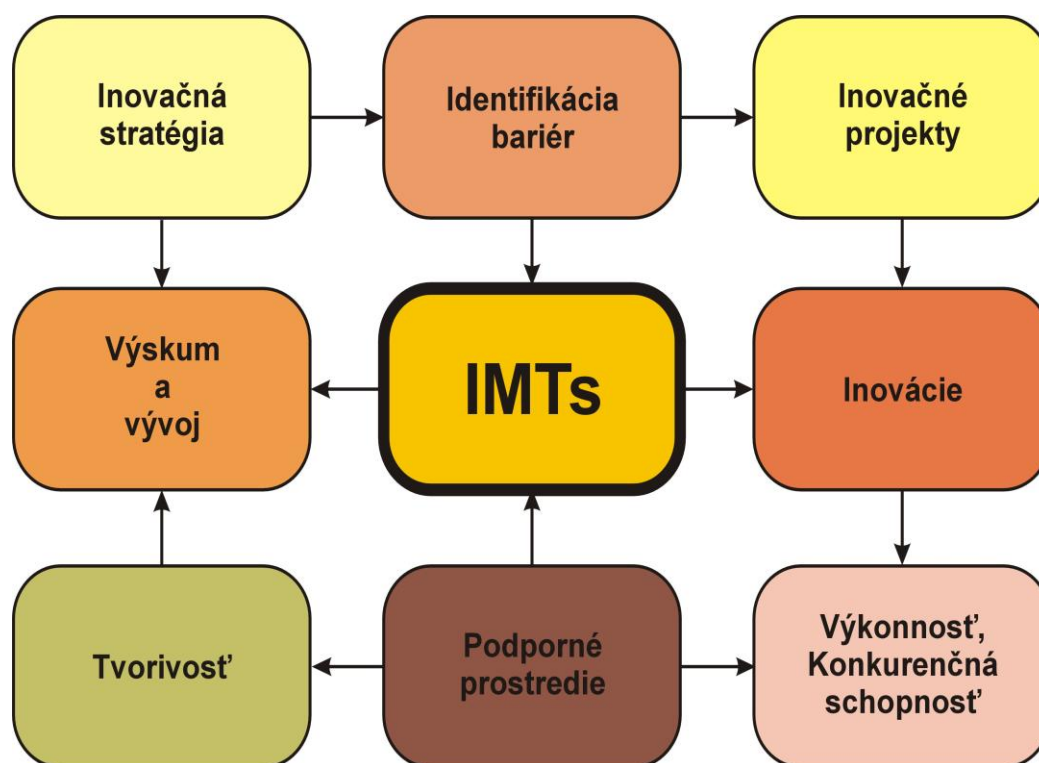 Inovačná
stratégia
Identifikácia
bariér
Inovačné
projekty
Výskum
a
vývoj
IMTs
Inovácie
Tvorivosť
Podporné
prostredie
Výkonnosť,
Konkurenčná
schopnosť